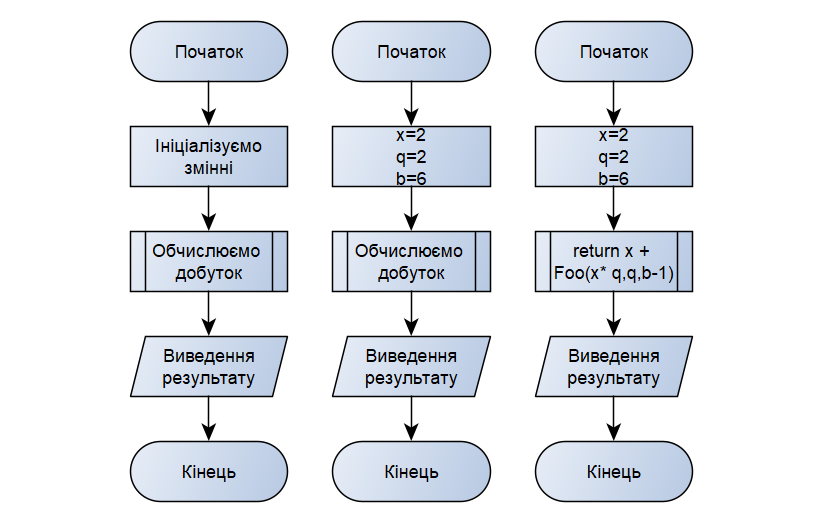 Початок
Ініціалізуємо
змінні
Обчислюємо
добуток
Виведення
результату
Кінець
Початок
x=2
q=2
b=6
Обчислюємо
добуток
Виведення
результату
Кінець
Початок
x=2
q=2
b=6
return x +
Foo(x* q,q,b-1)
Виведення
результату
Кінець